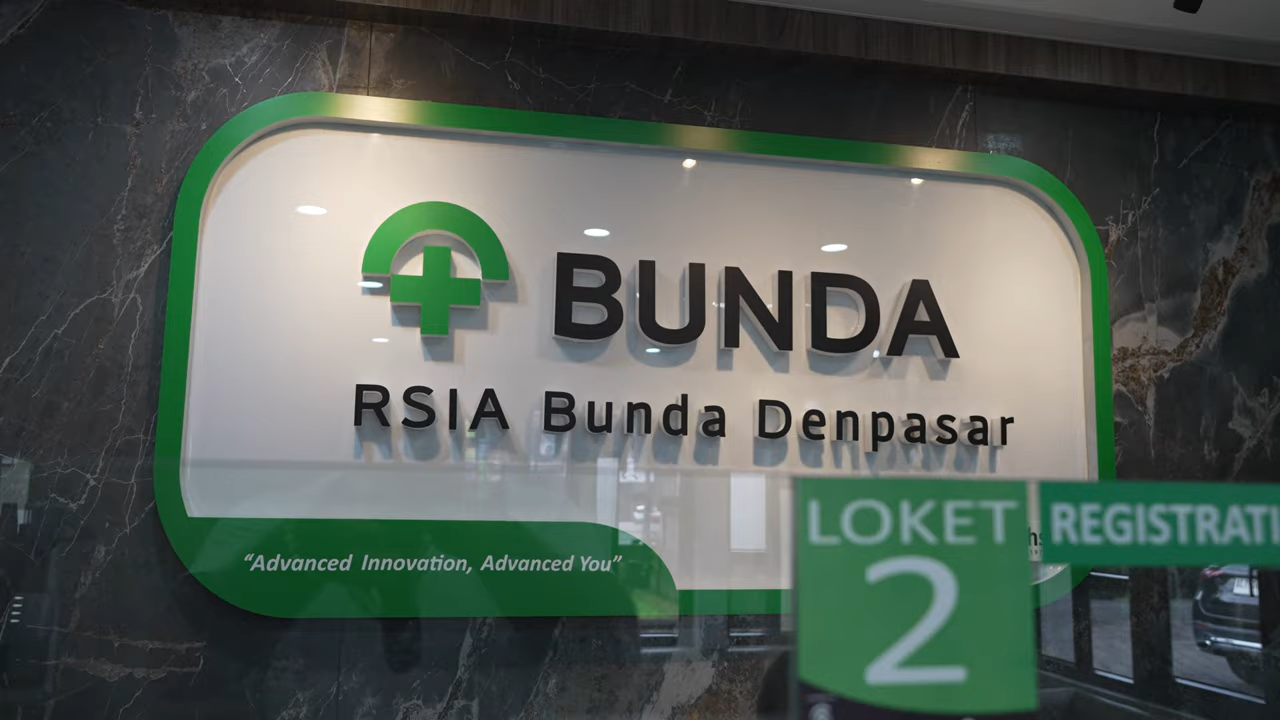 BUNDA
RSIA Bunda Denpasar
“Advanced Innovation, Advanced You”
LOKET
2
REGISTRATI